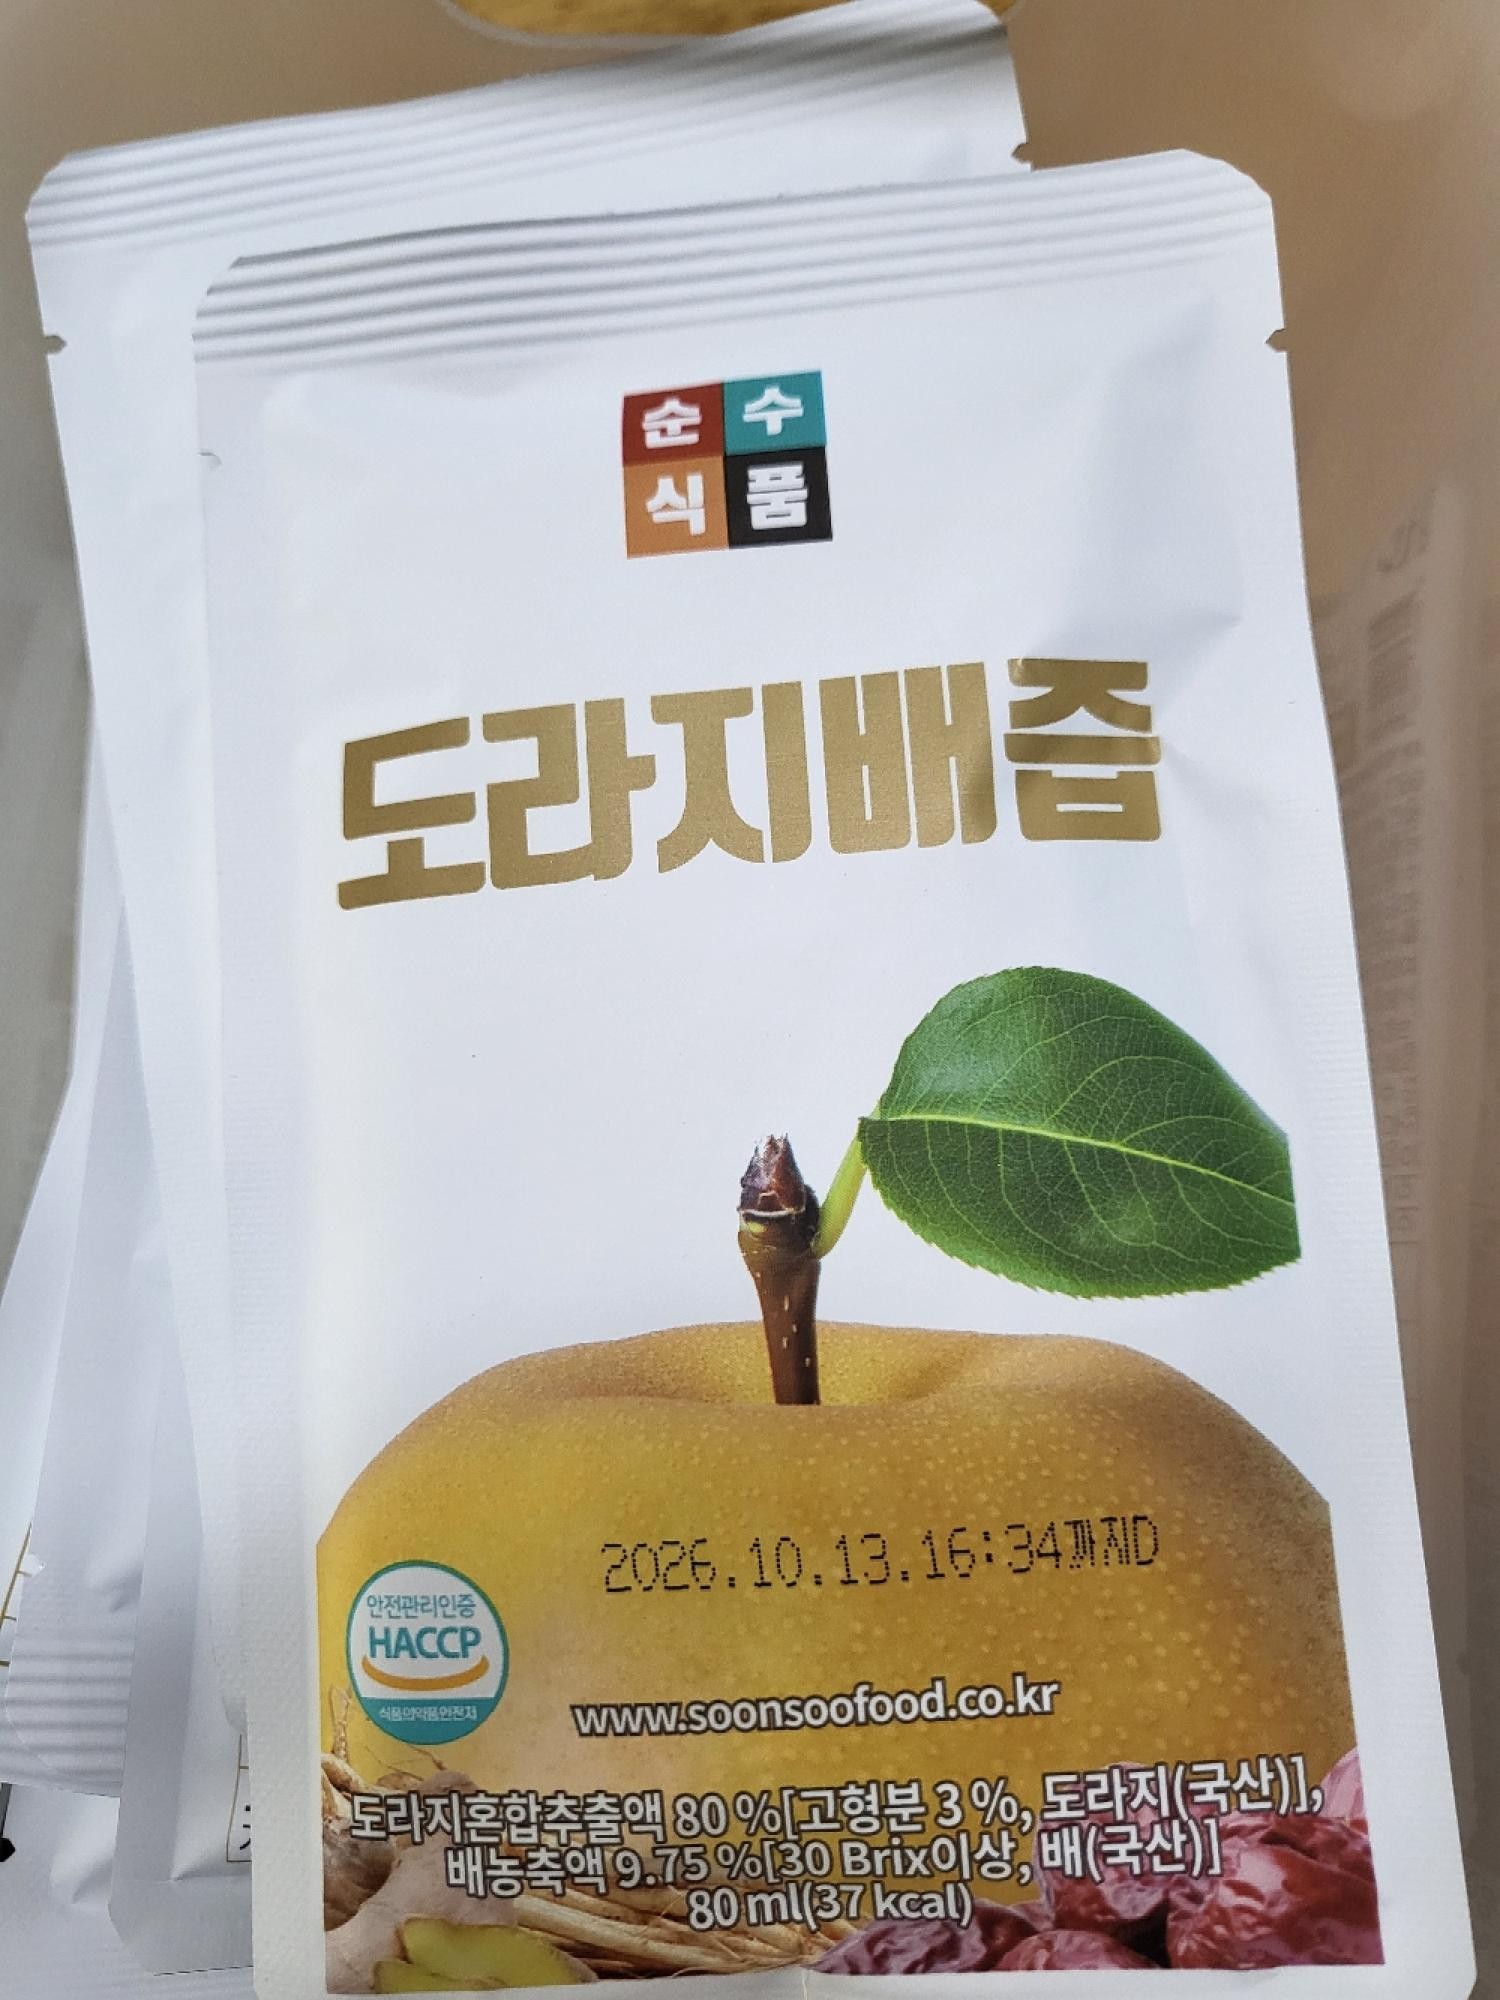 순수
식품
도라지배즙
2026.10.13.16:34까지D
안전관리인증
HACCP
식품의약품안전처
www.soonsoofood.co.kr
도라지혼합추출액 80 %[고형분 3 %, 도라지(국산)],
배농축액 9.75 %[30 Brix이상, 배(국산)]
80 ml(37 kcal)